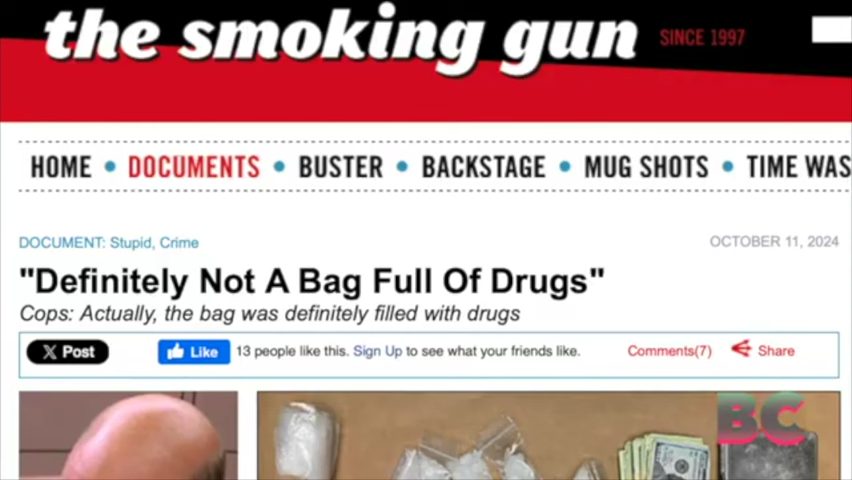 the smoking gun SINCE 1997
HOME • DOCUMENTS • BUSTER • BACKSTAGE • MUG SHOTS • TIME WAS
DOCUMENT: Stupid, Crime OCTOBER 11, 2024
"Definitely Not A Bag Full Of Drugs"
Cops: Actually, the bag was definitely filled with drugs
X Post Like 13 people like this. Sign Up to see what your friends like. Comments(7) Share
BC